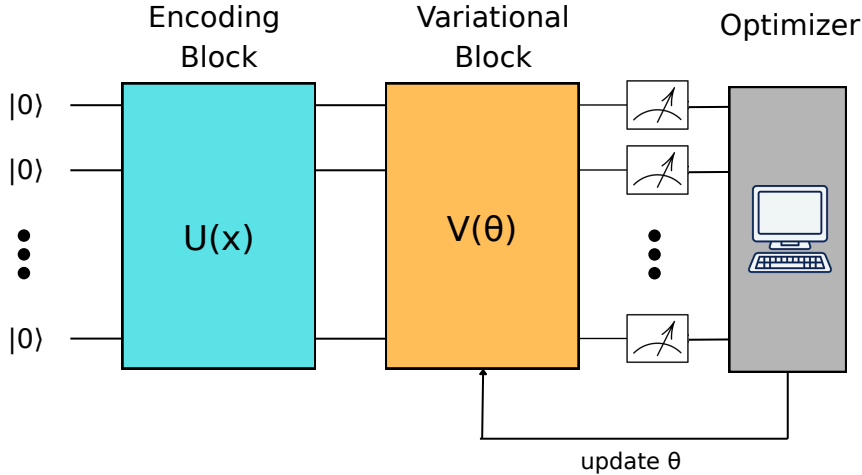 Encoding
Block
Variational
Block
Optimizer
|0⟩
|0⟩
|0⟩
U(x)
V(θ)
update θ